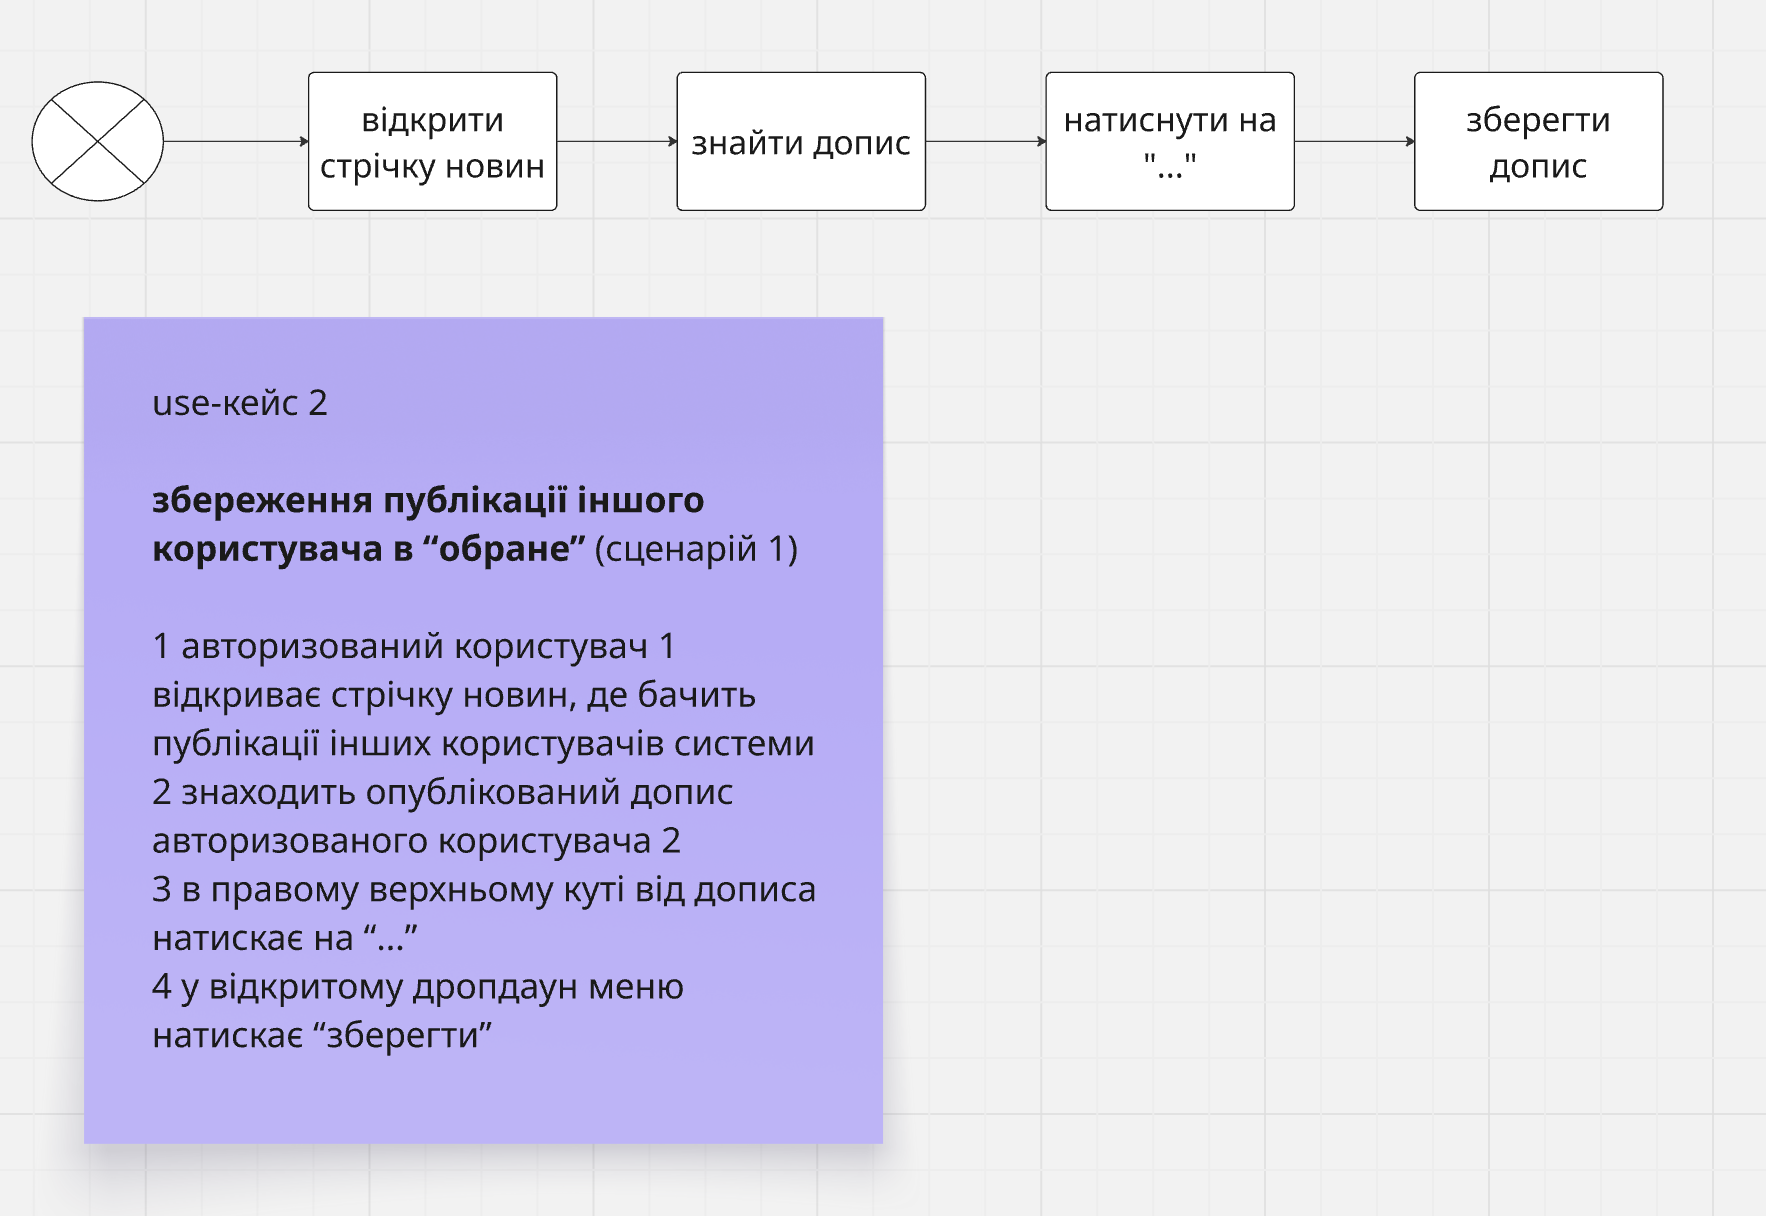 відкрити
стрічку новин
знайти допис
натиснути на
"..."
зберегти
допис
use-кейс 2
збереження публікації іншого
користувача в “обране” (сценарій 1)
1 авторизований користувач 1
відкриває стрічку новин, де бачить
публікації інших користувачів системи
2 знаходить опублікований допис
авторизованого користувача 2
3 в правому верхньому куті від дописа
натискає на “...”
4 у відкритому дропдаун меню
натискає “зберегти”